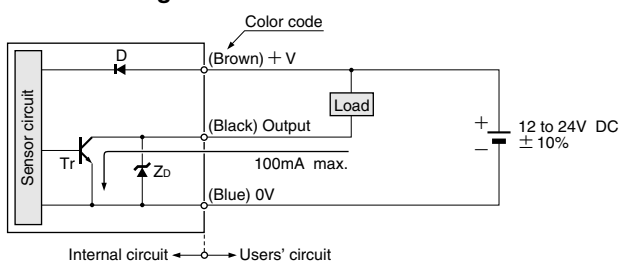 Color code
D
(Brown) + V
Load
Sensor circuit
(Black) Output
+
12 to 24V DC
± 10%
−
Tr
ZD
100mA max.
(Blue) 0V
Internal circuit
Users' circuit